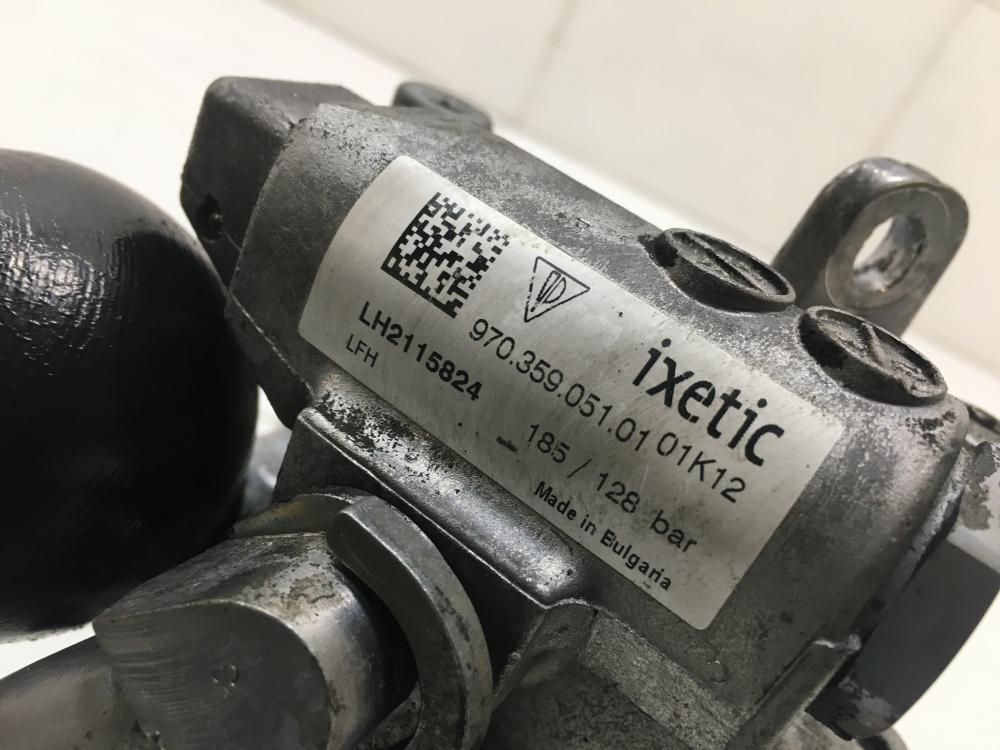 ixetic
970.359.051.01 01K12
LH2115824
185 / 128 bar
LFH
Made in Bulgaria